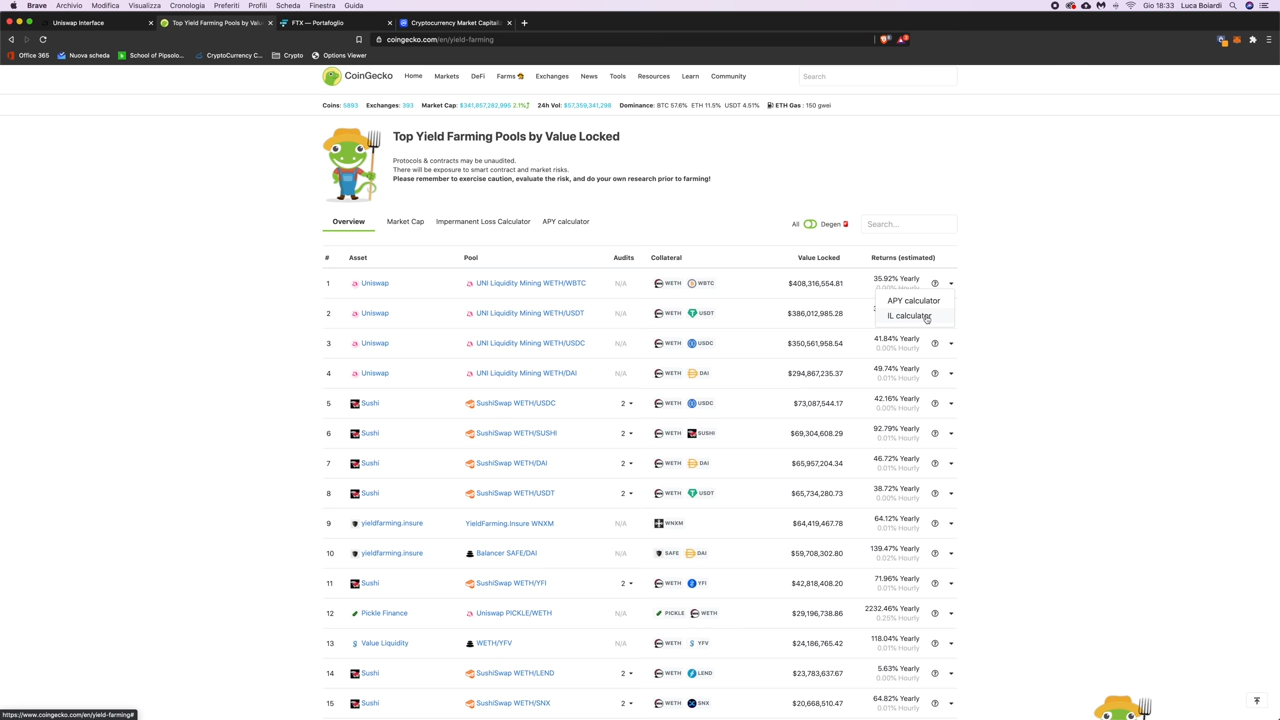 Brave Archivio Modifica Visualizza Cronologia Preferiti Profili Scheda Finestra Guida Gio 18:33 Luca Boiardi
Uniswap Interface × Top Yield Farming Pools by Valu × FTX — Portafoglio × Cryptocurrency Market Capitaliz × +
coingecko.com/en/yield-farming
Office 365 Nuova scheda School of Pipsolo... CryptoCurrency C... Crypto Options Viewer
CoinGecko Home Markets DeFi Farms Exchanges News Tools Resources Learn Community Search
Coins: 5893 Exchanges: 393 Market Cap: $341,857,282,996 2.1% 24h Vol: $57,369,341,298 Dominance: BTC 57.6% ETH 11.5% USDT 4.51% ETH Gas : 150 gwei
Top Yield Farming Pools by Value Locked
Protocols & contracts may be unaudited.
There will be exposure to smart contract and market risks.
Please remember to exercise caution, evaluate the risk, and do your own research prior to farming!
Overview Market Cap Impermanent Loss Calculator APY calculator All Degen Search...
# Asset Pool Audits Collateral Value Locked Returns (estimated)
1 Uniswap UNI Liquidity Mining WETH/WBTC N/A WETH WBTC $408,316,554.81 35.92% Yearly
0.00% Hourly
APY calculator
IL calculator
2 Uniswap UNI Liquidity Mining WETH/USDT N/A WETH USDT $386,012,985.28
3 Uniswap UNI Liquidity Mining WETH/USDC N/A WETH USDC $350,561,958.54 41.84% Yearly
0.00% Hourly
4 Uniswap UNI Liquidity Mining WETH/DAI N/A WETH DAI $294,867,235.37 49.74% Yearly
0.01% Hourly
5 Sushi SushiSwap WETH/USDC 2 WETH USDC $73,087,544.17 42.16% Yearly
0.00% Hourly
6 Sushi SushiSwap WETH/SUSHI 2 WETH SUSHI $69,304,608.29 92.79% Yearly
0.01% Hourly
7 Sushi SushiSwap WETH/DAI 2 WETH DAI $65,957,204.34 46.72% Yearly
0.01% Hourly
8 Sushi SushiSwap WETH/USDT 2 WETH USDT $65,734,280.73 38.72% Yearly
0.00% Hourly
9 yieldfarming.insure YieldFarming.Insure WNXM N/A WNXM $64,419,467.78 64.12% Yearly
0.01% Hourly
10 yieldfarming.insure Balancer SAFE/DAI N/A SAFE DAI $59,708,302.80 139.47% Yearly
0.02% Hourly
11 Sushi SushiSwap WETH/YFI 2 WETH YFI $42,818,408.20 71.96% Yearly
0.01% Hourly
12 Pickle Finance Uniswap PICKLE/WETH N/A PICKLE WETH $29,196,738.86 2232.46% Yearly
0.25% Hourly
13 Value Liquidity WETH/YFV N/A WETH YFV $24,186,765.42 118.04% Yearly
0.01% Hourly
14 Sushi SushiSwap WETH/LEND 2 WETH LEND $23,783,637.67 5.63% Yearly
0.00% Hourly
15 Sushi SushiSwap WETH/SNX 2 WETH SNX $20,668,510.47 64.82% Yearly
0.01% Hourly
https://www.coingecko.com/en/yield-farming#